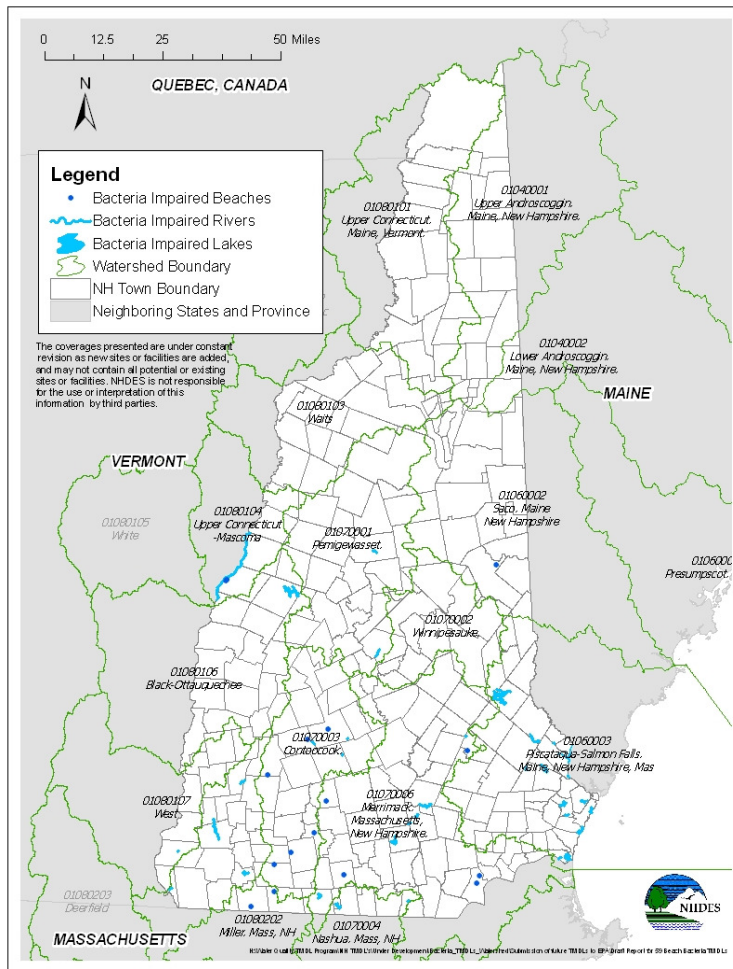 0 12.5 25 50 Miles
QUEBEC, CANADA
N
Legend
Bacteria Impaired Beaches
Bacteria Impaired Rivers
Bacteria Impaired Lakes
Watershed Boundary
NH Town Boundary
Neighboring States and Province
The coverages presented are under constant
revision as new sites or facilities are added,
and may not contain all potential or existing
sites or facilities. NHDES is not responsible
for the use or interpretation of this
information by third parties.
01080101
Upper Connecticut.
Maine, Vermont.
01040001
Upper Androscoggin.
Maine, New Hampshire.
01040002
Lower Androscoggin.
Maine, New Hampshire.
MAINE
01080103
Waits
VERMONT
01080105
White
01080104
Upper Connecticut
-Mascoma
01070001
Pemigewasset.
01060002
Saco. Maine
New Hampshire
Presumpscot.
01070002
Winnipesauke,
01080106
Black-Ottauquechee
01070003
Contoocook.
01060003
Piscataqua-Salmon Falls.
Maine, New Hampshire, Mas
01080107
West.
01070006
Merrimack.
Massachusetts,
New Hampshire.
01080203
Deerfield
01080202
Miller. Mass, NH
01070004
Nashua. Mass, NH
MASSACHUSETTS
NHDES